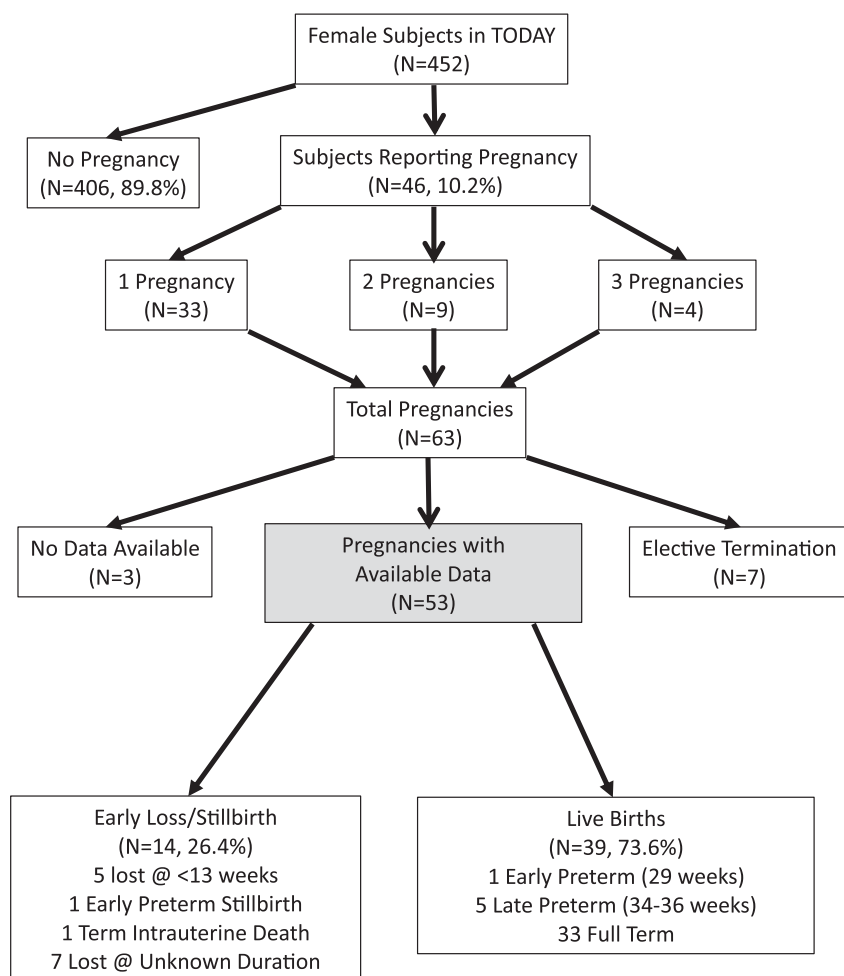 Female Subjects in TODAY
(N=452)
No Pregnancy
(N=406, 89.8%)
Subjects Reporting Pregnancy
(N=46, 10.2%)
1 Pregnancy
(N=33)
2 Pregnancies
(N=9)
3 Pregnancies
(N=4)
Total Pregnancies
(N=63)
No Data Available
(N=3)
Pregnancies with
Available Data
(N=53)
Elective Termination
(N=7)
Early Loss/Stillbirth
(N=14, 26.4%)
5 lost @ <13 weeks
1 Early Preterm Stillbirth
1 Term Intrauterine Death
7 Lost @ Unknown Duration
Live Births
(N=39, 73.6%)
1 Early Preterm (29 weeks)
5 Late Preterm (34-36 weeks)
33 Full Term